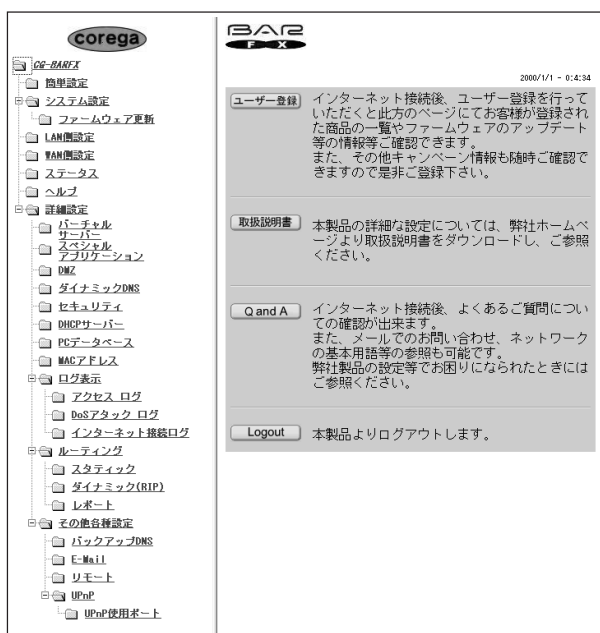 corega
CG-BARFX
簡単設定
システム設定
ファームウェア更新
LAN側設定
WAN側設定
ステータス
ヘルプ
詳細設定
バーチャル
サーバー
スペシャル
アプリケーション
DMZ
ダイナミックDNS
セキュリティ
DHCPサーバー
PCデータベース
MACアドレス
ログ表示
アクセス ログ
DoSアタック ログ
インターネット接続ログ
ルーティング
スタティック
ダイナミック(RIP)
レポート
その他各種設定
バックアップDNS
E-Mail
リモート
UPnP
UPnP使用ポート
BAR
F X
2000/1/1 - 0:4:34
ユーザー登録
インターネット接続後、ユーザー登録を行って
いただくと此方のページにてお客様が登録され
た商品の一覧やファームウェアのアップデート
等の情報等ご確認できます。
また、その他キャンペーン情報も随時ご確認で
きますので是非ご登録下さい。
取扱説明書
本製品の詳細な設定については、弊社ホームペ
ージより取扱説明書をダウンロードし、ご参照
ください。
Q and A
インターネット接続後、よくあるご質問につい
ての確認が出来ます。
また、メールでのお問い合わせ、ネットワーク
の基本用語等の参照も可能です。
弊社製品の設定等でお困りになられたときには
ご参照ください。
Logout
本製品よりログアウトします。